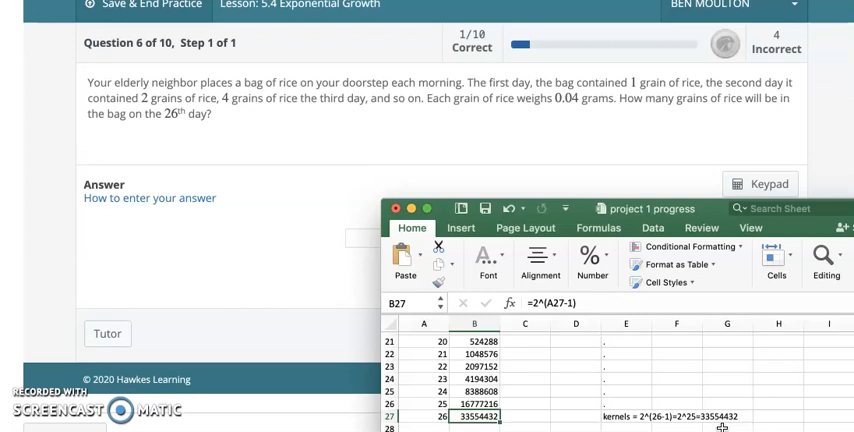 Save & End Practice
Lesson: 5.4 Exponential Growth
BEN MOULTON
Question 6 of 10, Step 1 of 1
1/10
Correct
4
Incorrect
Your elderly neighbor places a bag of rice on your doorstep each morning. The first day, the bag contained 1 grain of rice, the second day it
contained 2 grains of rice, 4 grains of rice the third day, and so on. Each grain of rice weighs 0.04 grams. How many grains of rice will be in
the bag on the 26th day?
Answer
How to enter your answer
Keypad
project 1 progress
Search Sheet
Home Insert Page Layout Formulas Data Review View
Paste
Font
Alignment
%
Number
Conditional Formatting
Format as Table
Cell Styles
Cells
Editing
B27
fx =2^(A27-1)
A B C D E F G H I
21 20 524288 .
22 21 1048576 .
23 22 2097152 .
24 23 4194304 .
25 24 8388608 .
26 25 16777216 .
27 26 33554432 kernels = 2^(26-1)=2^25=33554432
28
Tutor
© 2020 Hawkes Learning
RECORDED WITH
SCREENCAST MATIC